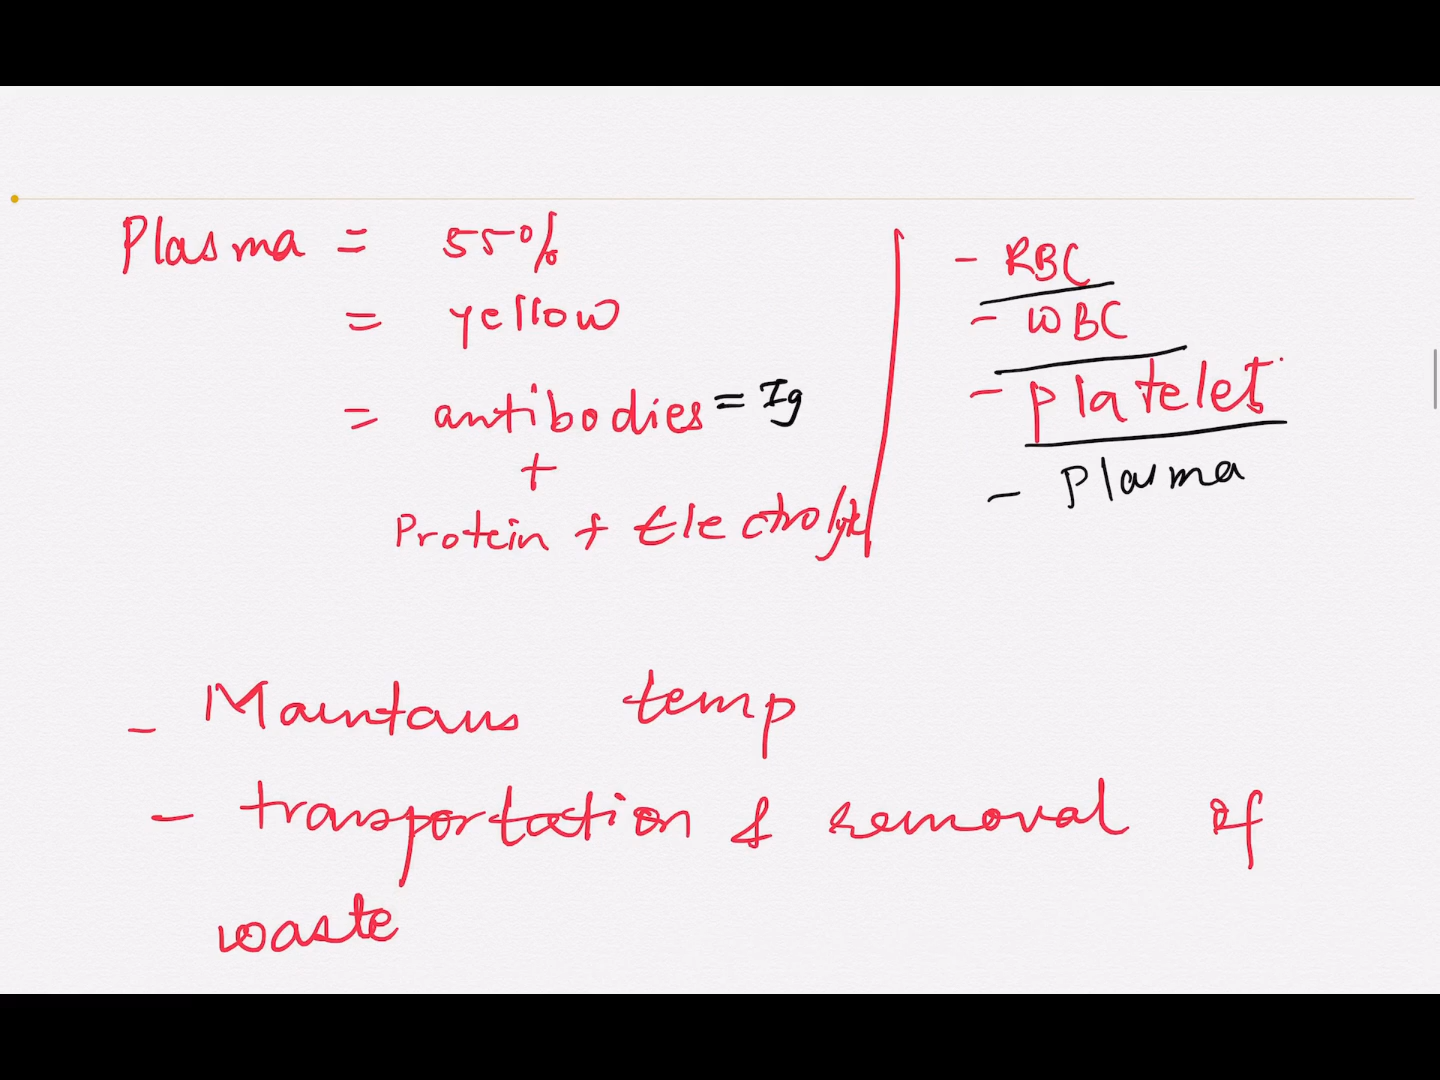 Plasma = 55%
= yellow
= antibodies = Ig
+
Protein + Electrolyte
- RBC
- WBC
- Platelet
- Plasma
- Maintains temp
- transportation & removal of
waste